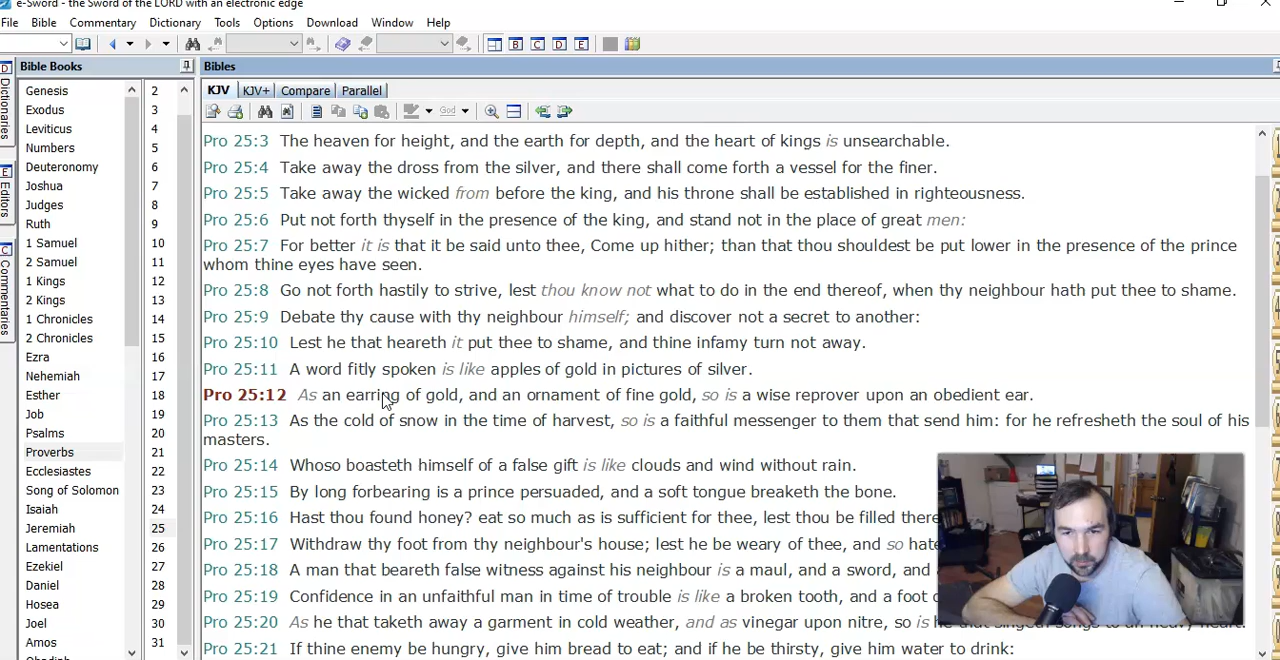 e-Sword - the Sword of the LORD with an electronic edge
File Bible Commentary Dictionary Tools Options Download Window Help
Bible Books
Bibles
KJV KJV+ Compare Parallel
God
Dictionaries
Editors
Commentaries
Genesis 2
Exodus 3
Leviticus 4
Numbers 5
Deuteronomy 6
Joshua 7
Judges 8
Ruth 9
1 Samuel 10
2 Samuel 11
1 Kings 12
2 Kings 13
1 Chronicles 14
2 Chronicles 15
Ezra 16
Nehemiah 17
Esther 18
Job 19
Psalms 20
Proverbs 21
Ecclesiastes 22
Song of Solomon 23
Isaiah 24
Jeremiah 25
Lamentations 26
Ezekiel 27
Daniel 28
Hosea 29
Joel 30
Amos 31
Pro 25:3 The heaven for height, and the earth for depth, and the heart of kings is unsearchable.
Pro 25:4 Take away the dross from the silver, and there shall come forth a vessel for the finer.
Pro 25:5 Take away the wicked from before the king, and his throne shall be established in righteousness.
Pro 25:6 Put not forth thyself in the presence of the king, and stand not in the place of great men:
Pro 25:7 For better it is that it be said unto thee, Come up hither; than that thou shouldest be put lower in the presence of the prince
whom thine eyes have seen.
Pro 25:8 Go not forth hastily to strive, lest thou know not what to do in the end thereof, when thy neighbour hath put thee to shame.
Pro 25:9 Debate thy cause with thy neighbour himself; and discover not a secret to another:
Pro 25:10 Lest he that heareth it put thee to shame, and thine infamy turn not away.
Pro 25:11 A word fitly spoken is like apples of gold in pictures of silver.
Pro 25:12 As an earring of gold, and an ornament of fine gold, so is a wise reprover upon an obedient ear.
Pro 25:13 As the cold of snow in the time of harvest, so is a faithful messenger to them that send him: for he refresheth the soul of his
masters.
Pro 25:14 Whoso boasteth himself of a false gift is like clouds and wind without rain.
Pro 25:15 By long forbearing is a prince persuaded, and a soft tongue breaketh the bone.
Pro 25:16 Hast thou found honey? eat so much as is sufficient for thee, lest thou be filled there
Pro 25:17 Withdraw thy foot from thy neighbour's house; lest he be weary of thee, and so hate
Pro 25:18 A man that beareth false witness against his neighbour is a maul, and a sword, and
Pro 25:19 Confidence in an unfaithful man in time of trouble is like a broken tooth, and a foot
Pro 25:20 As he that taketh away a garment in cold weather, and as vinegar upon nitre, so is
Pro 25:21 If thine enemy be hungry, give him bread to eat; and if he be thirsty, give him water to drink: